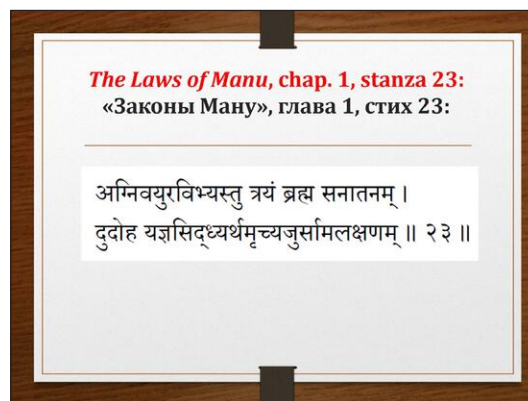 The Laws of Manu, chap. 1, stanza 23:
«Законы Ману», глава 1, стих 23:
अग्निवयुरविभ्यस्तु त्रयं ब्रह्म सनातनम् ।
दुदोह यज्ञसिद्ध्यर्थमृच्यजुर्सामलक्षणम् ॥ २३ ॥